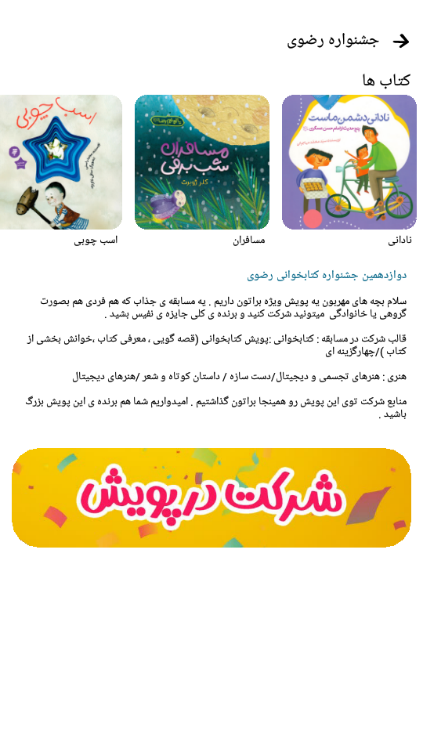 جشنواره رضوی
کتاب ها
نادانی دشمن ماست
مسافران
شب برفی
کلر ژوبرت
اسب چوبی
نادانی
مسافران
اسب چوبی
دوازدهمین جشنواره کتابخوانی رضوی
سلام بچه های مهربون یه پویش ویژه براتون داریم . یه مسابقه ی جذاب که هم فردی هم بصورت
گروهی یا خانوادگی میتونید شرکت کنید و برنده ی کلی جایزه ی نفیس بشید .
قالب شرکت در مسابقه : کتابخوانی :پویش کتابخوانی (قصه گویی ، معرفی کتاب ،خوانش بخشی از
کتاب )/چهارگزینه ای
هنری : هنرهای تجسمی و دیجیتال/دست سازه / داستان کوتاه و شعر /هنرهای دیجیتال
منابع شرکت توی این پویش رو همینجا براتون گذاشتیم . امیدواریم شما هم برنده ی این پویش بزرگ
باشید .
شرکت در پویش